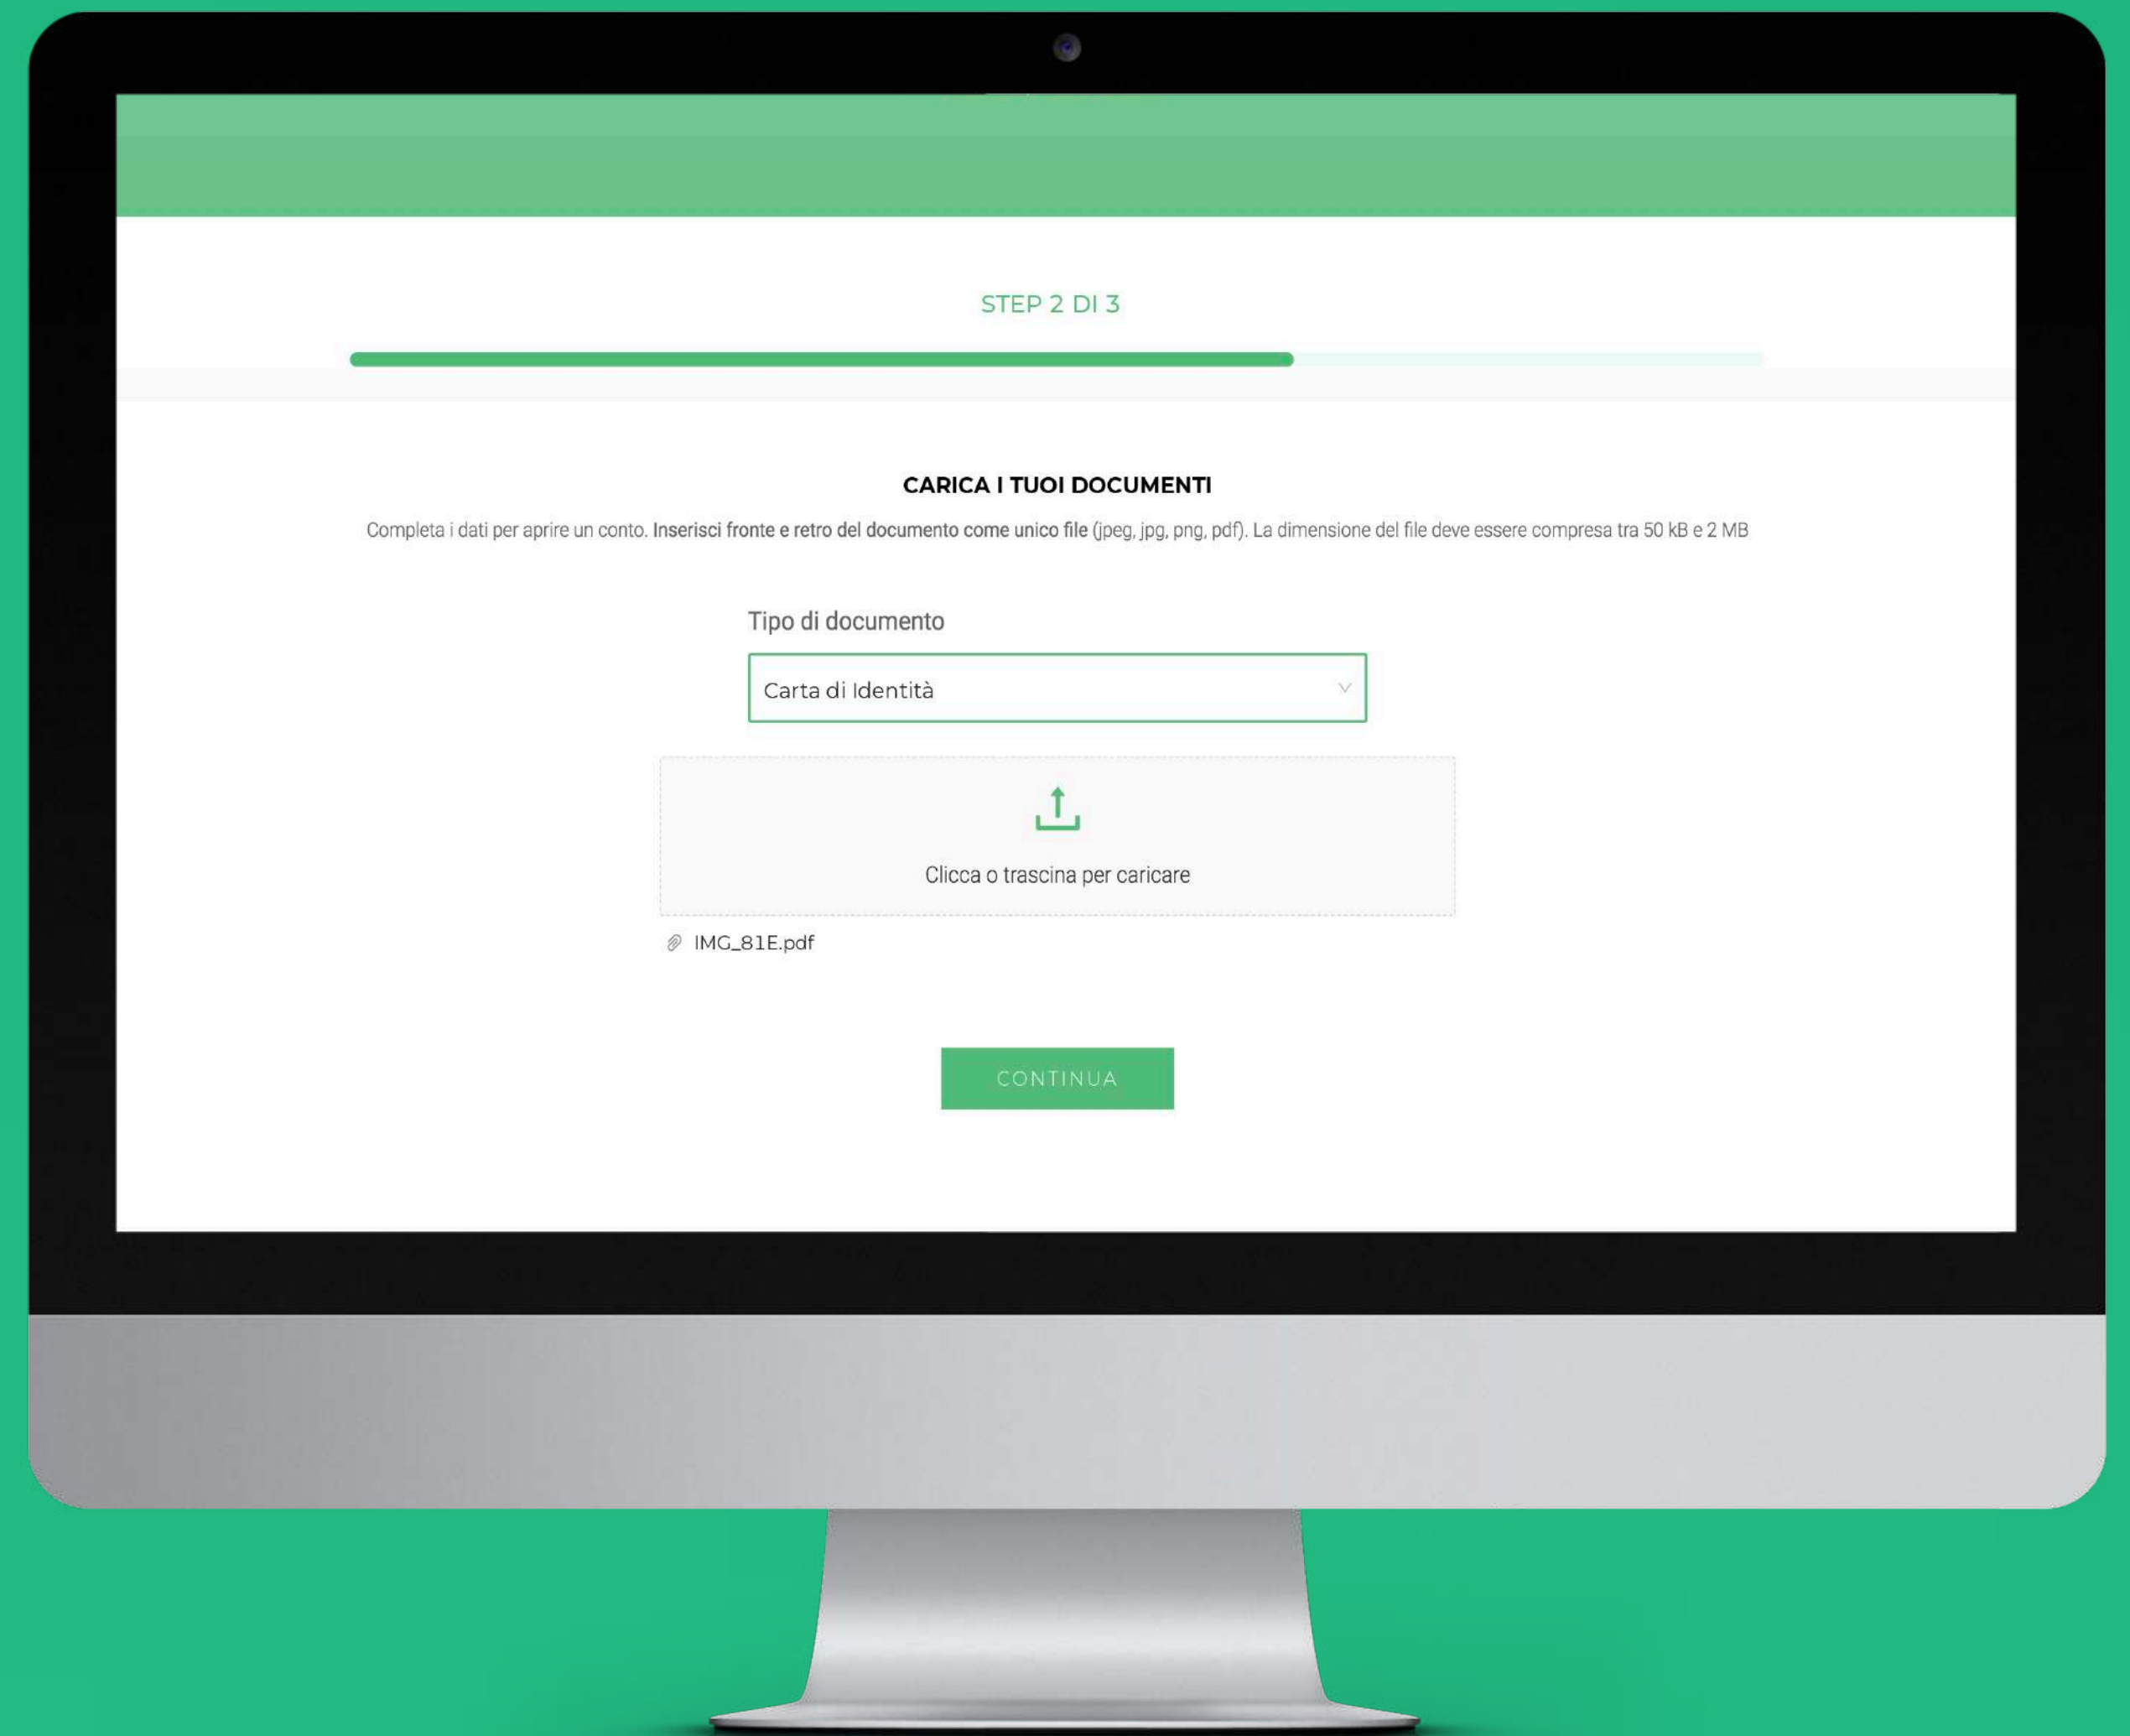 STEP 2 DI 3
CARICA I TUOI DOCUMENTI
Completa i dati per aprire un conto. Inserisci fronte e retro del documento come unico file (jpeg, jpg, png, pdf). La dimensione del file deve essere compresa tra 50 kB e 2 MB
Tipo di documento
Carta di Identità
Clicca o trascina per caricare
IMG_81E.pdf
CONTINUA